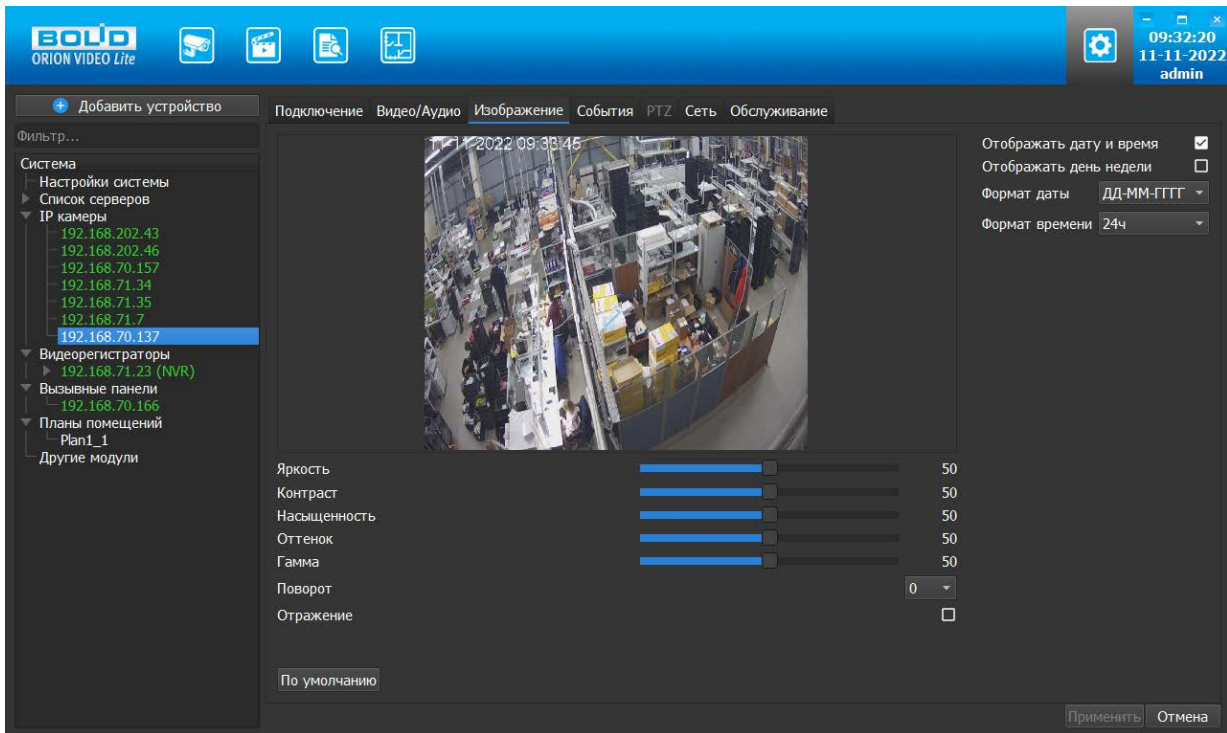 BOLID
ORION VIDEO Lite
09:32:20
11-11-2022
admin
Добавить устройство
Фильтр...
Система
Настройки системы
Список серверов
IP камеры
192.168.202.43
192.168.202.46
192.168.70.157
192.168.71.34
192.168.71.35
192.168.71.7
192.168.70.137
Видеорегистраторы
192.168.71.23 (NVR)
Вызывные панели
192.168.70.166
Планы помещений
Plan1_1
Другие модули
Подключение Видео/Аудио Изображение События PTZ Сеть Обслуживание
11-11-2022 09:33:45
Яркость 50
Контраст 50
Насыщенность 50
Оттенок 50
Гамма 50
Поворот 0
Отражение
По умолчанию
Отображать дату и время
Отображать день недели
Формат даты ДД-ММ-ГГГГ
Формат времени 24ч
Применить Отмена